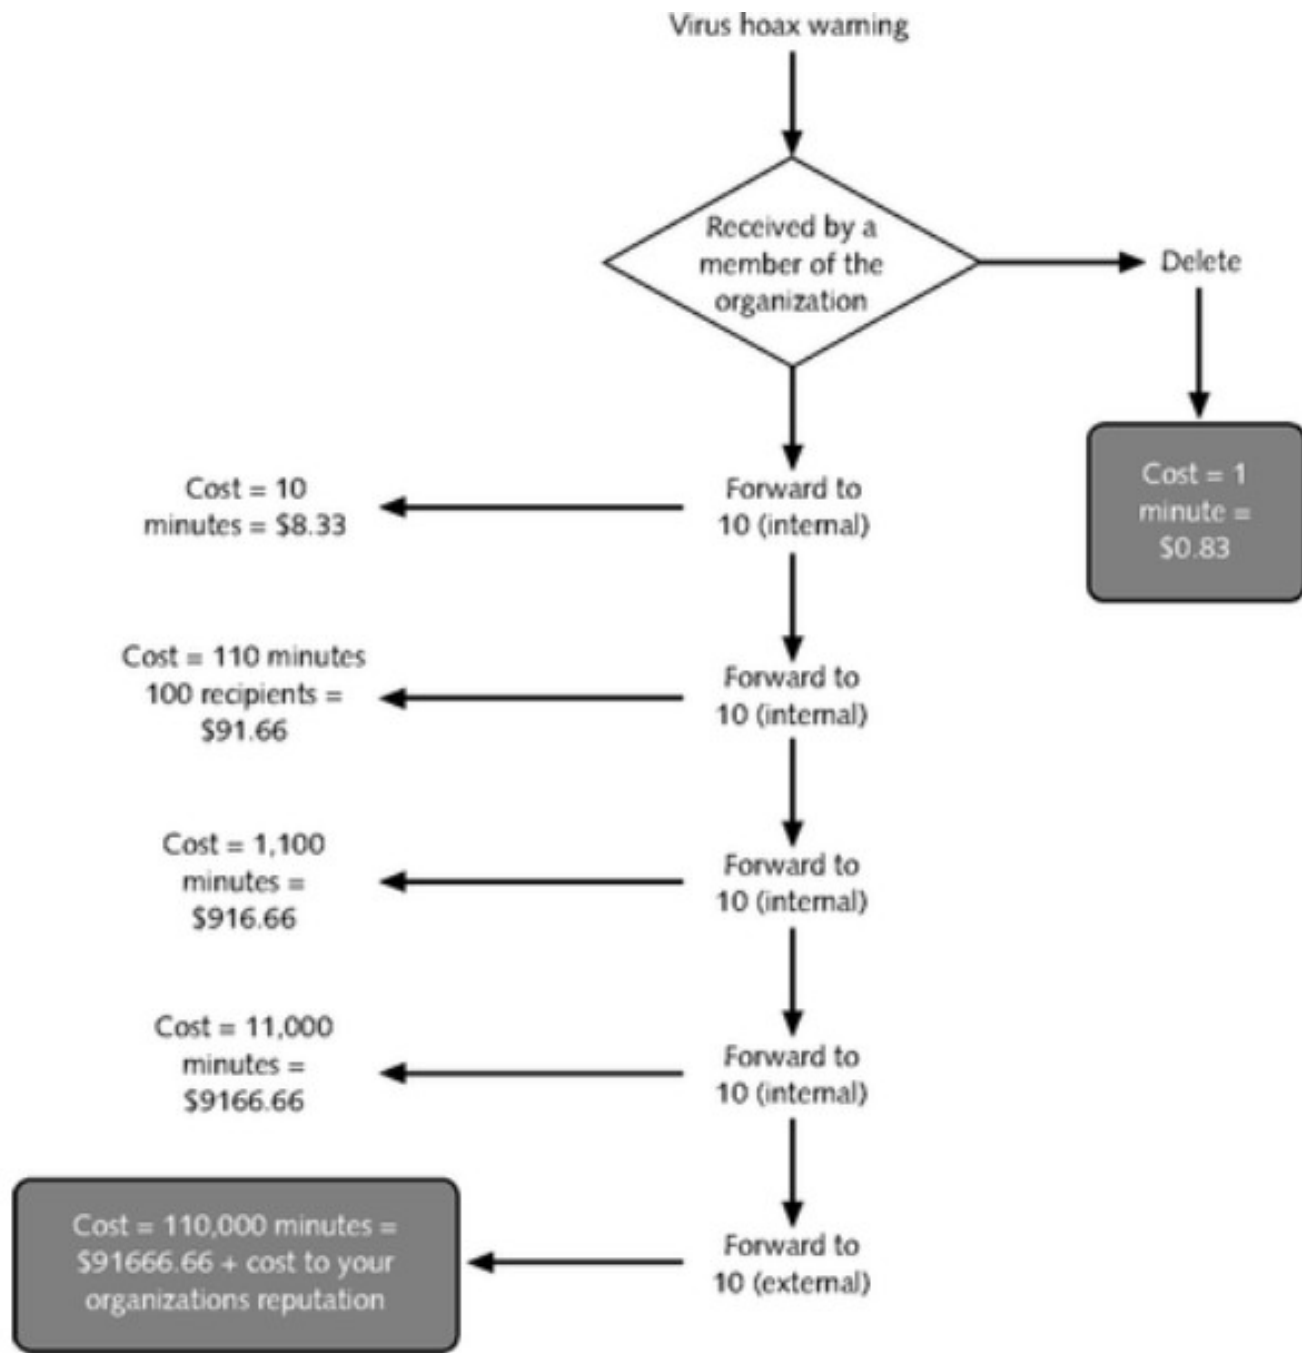 Virus hoax warning
Received by a
member of the
organization
Delete
Cost = 1
minute =
$0.83
Forward to
10 (internal)
Cost = 10
minutes = $8.33
Forward to
10 (internal)
Cost = 110 minutes
100 recipients =
$91.66
Forward to
10 (internal)
Cost = 1,100
minutes =
$916.66
Forward to
10 (internal)
Cost = 11,000
minutes =
$9166.66
Forward to
10 (external)
Cost = 110,000 minutes =
$91666.66 + cost to your
organizations reputation